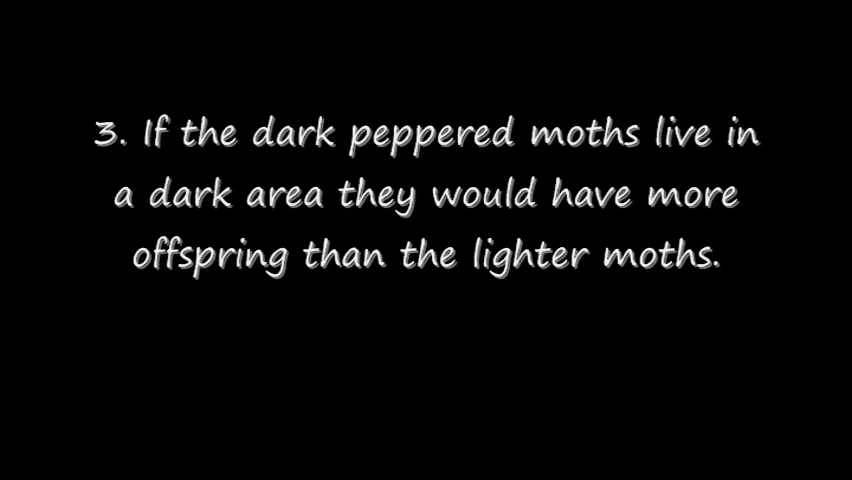 3. If the dark peppered moths live in
a dark area they would have more
offspring than the lighter moths.